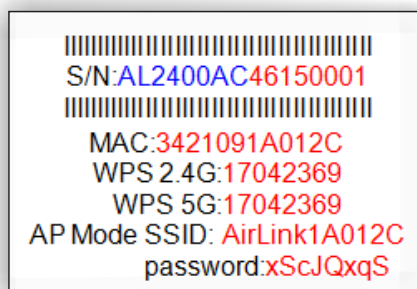 S/N:AL2400AC46150001
MAC:3421091A012C
WPS 2.4G:17042369
WPS 5G:17042369
AP Mode SSID: AirLink1A012C
password:xScJQxqS